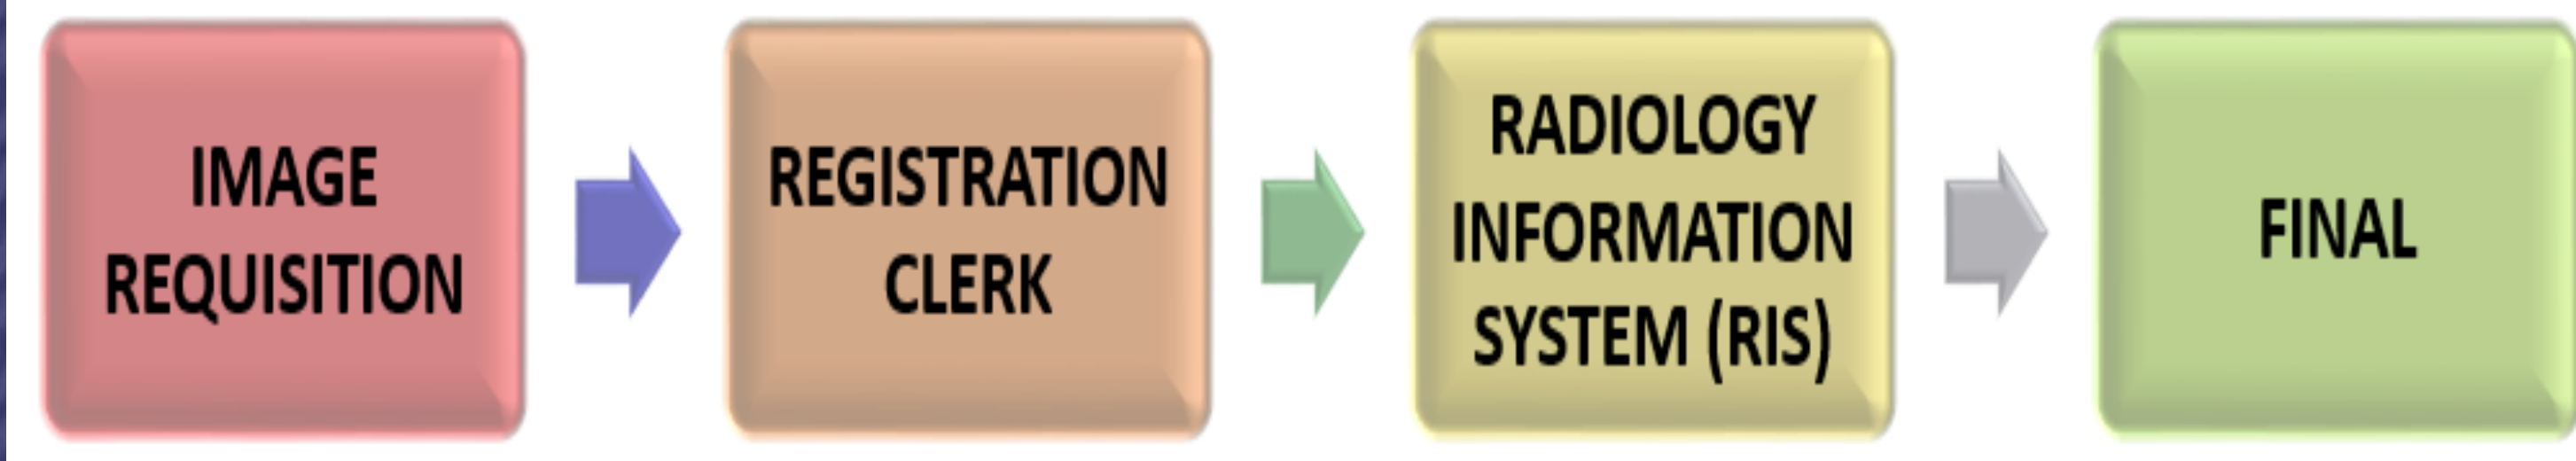 IMAGE
REQUISITION
REGISTRATION
CLERK
RADIOLOGY
INFORMATION
SYSTEM (RIS)
FINAL